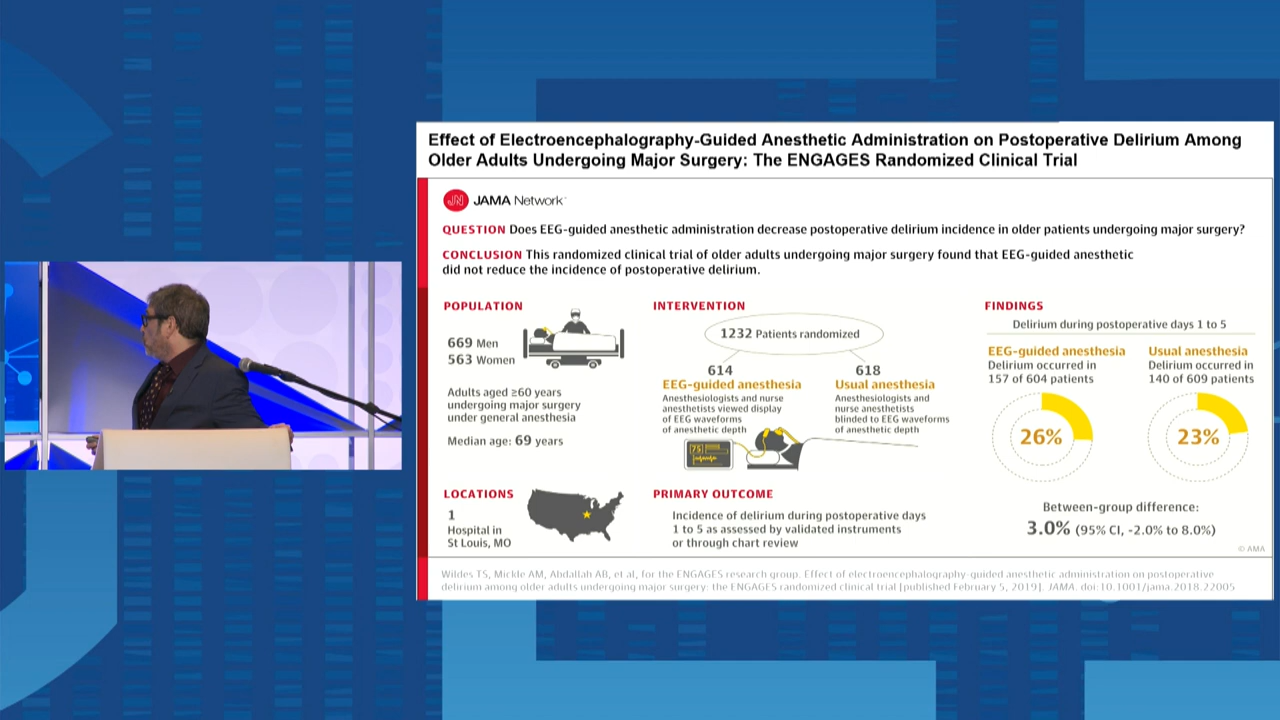 Effect of Electroencephalography-Guided Anesthetic Administration on Postoperative Delirium Among
Older Adults Undergoing Major Surgery: The ENGAGES Randomized Clinical Trial
JN JAMA Network
QUESTION Does EEG-guided anesthetic administration decrease postoperative delirium incidence in older patients undergoing major surgery?
CONCLUSION This randomized clinical trial of older adults undergoing major surgery found that EEG-guided anesthetic
did not reduce the incidence of postoperative delirium.
POPULATION
669 Men
563 Women
Adults aged ≥60 years
undergoing major surgery
under general anesthesia
Median age: 69 years
INTERVENTION
1232 Patients randomized
614
EEG-guided anesthesia
Anesthesiologists and nurse
anesthetists viewed display
of EEG waveforms
of anesthetic depth
75
618
Usual anesthesia
Anesthesiologists and
nurse anesthetists
blinded to EEG waveforms
of anesthetic depth
FINDINGS
Delirium during postoperative days 1 to 5
EEG-guided anesthesia
Delirium occurred in
157 of 604 patients
26%
Usual anesthesia
Delirium occurred in
140 of 609 patients
23%
LOCATIONS
1
Hospital in
St Louis, MO
PRIMARY OUTCOME
Incidence of delirium during postoperative days
1 to 5 as assessed by validated instruments
or through chart review
Between-group difference:
3.0% (95% CI, -2.0% to 8.0%)
© AMA
Wildes TS, Mickle AM, Abdallah AB, et al, for the ENGAGES research group. Effect of electroencephalography-guided anesthetic administration on postoperative
delirium among older adults undergoing major surgery: the ENGAGES randomized clinical trial [published February 5, 2019]. JAMA. doi:10.1001/jama.2018.22005